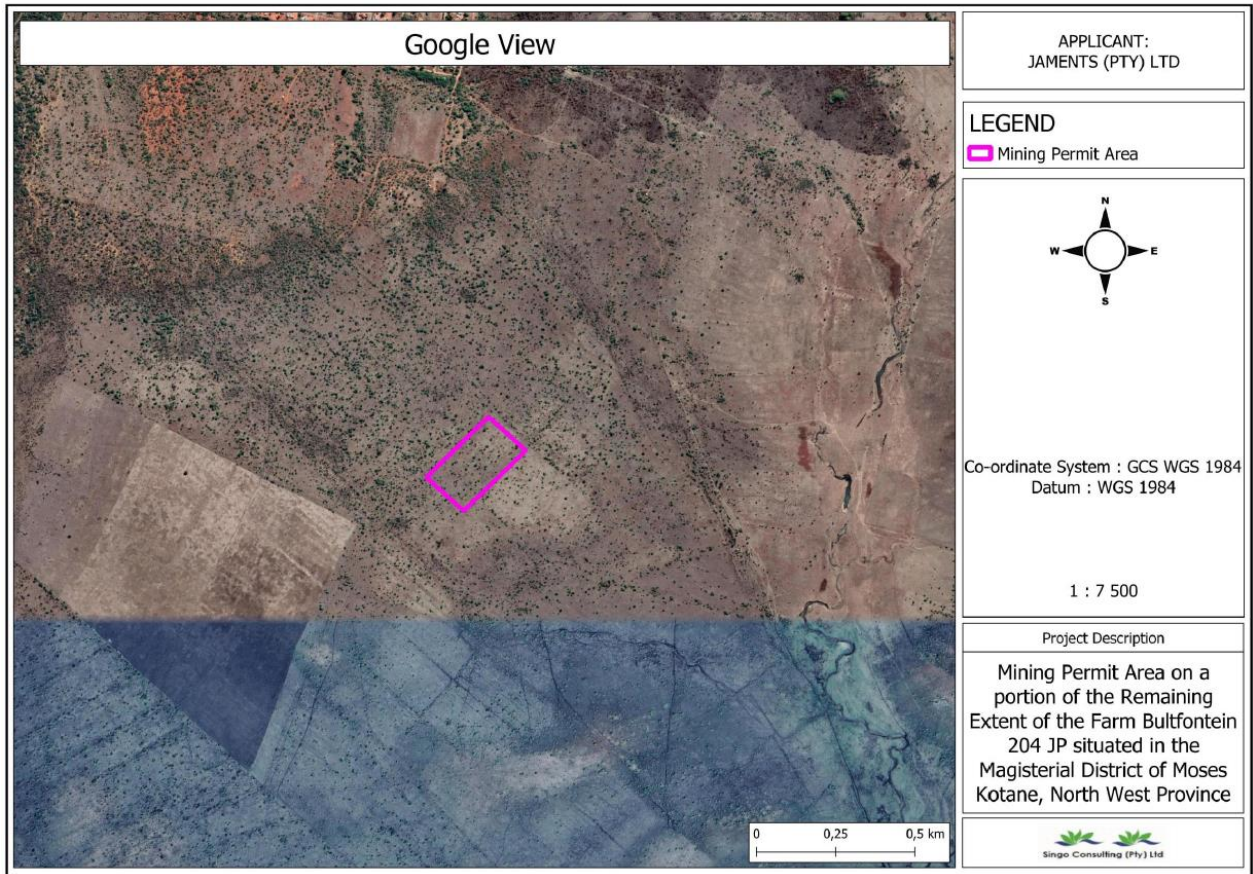 Google View
APPLICANT:
JAMENTS (PTY) LTD
LEGEND
Mining Permit Area
N
W E
S
Co-ordinate System : GCS WGS 1984
Datum : WGS 1984
1 : 7 500
Project Description
Mining Permit Area on a
portion of the Remaining
Extent of the Farm Bultfontein
204 JP situated in the
Magisterial District of Moses
Kotane, North West Province
0 0,25 0,5 km
Singo Consulting (Pty) Ltd